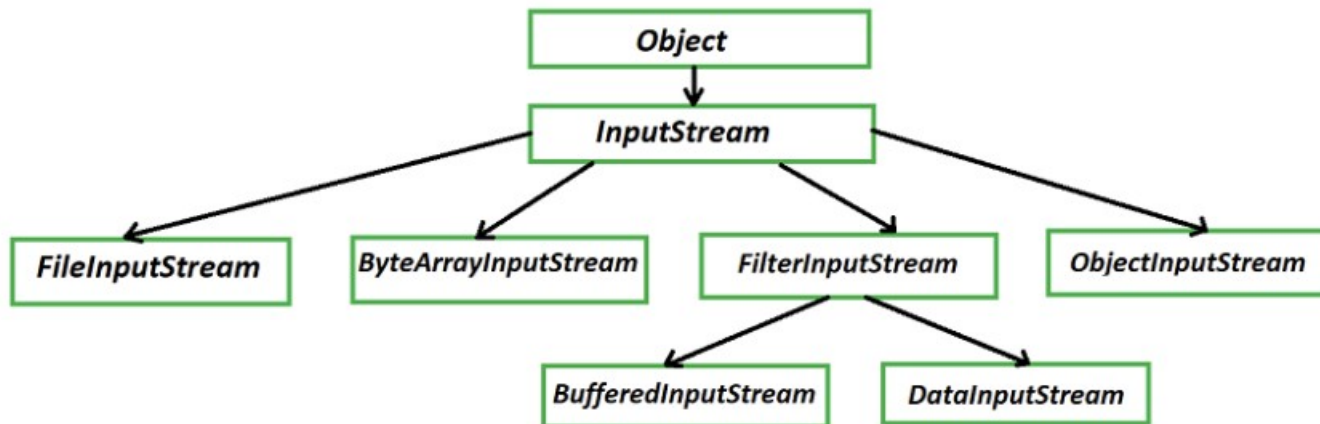 Object
InputStream
FileInputStream
ByteArrayInputStream
FilterInputStream
ObjectInputStream
BufferedInputStream
DataInputStream